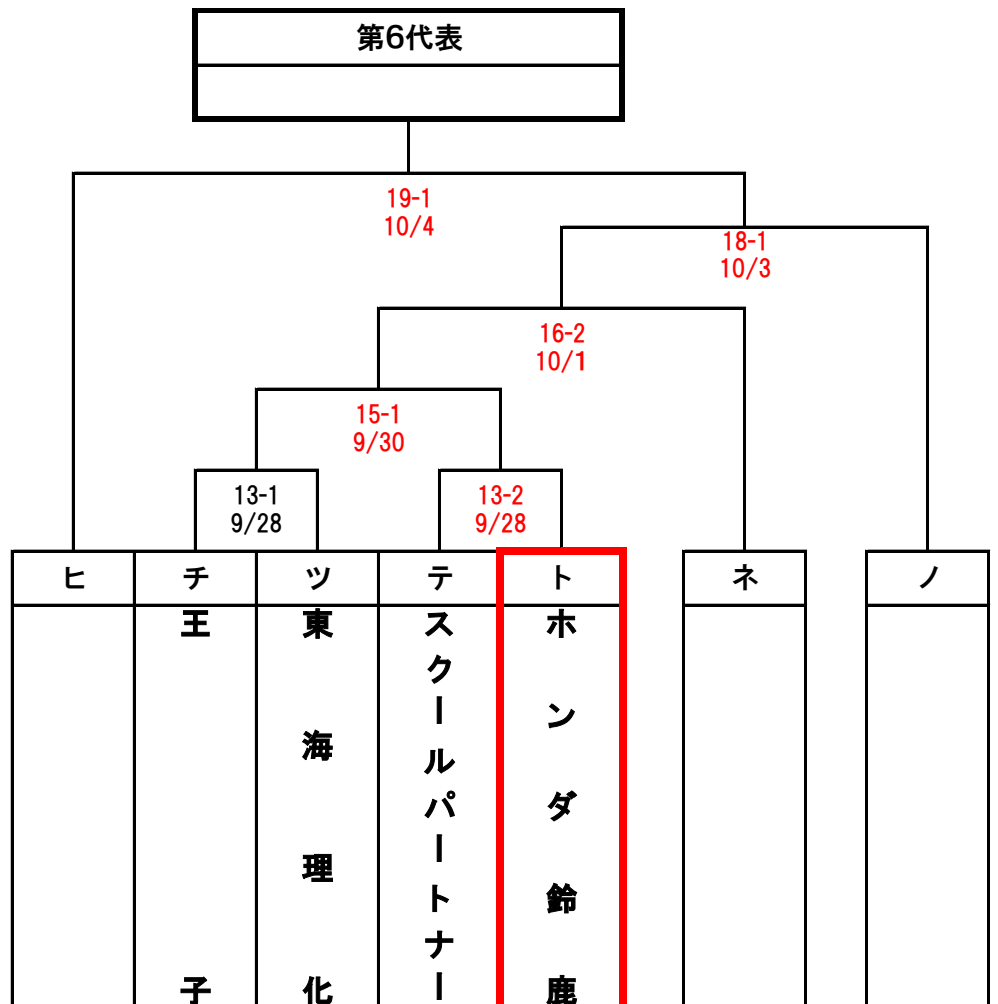 第6代表
19-1
10/4
18-1
10/3
16-2
10/1
15-1
9/30
13-1
9/28
13-2
9/28
ヒ
チ
ツ
テ
ト
ネ
ノ
王子
東海理化
スクールパートナー
ホンダ鈴鹿